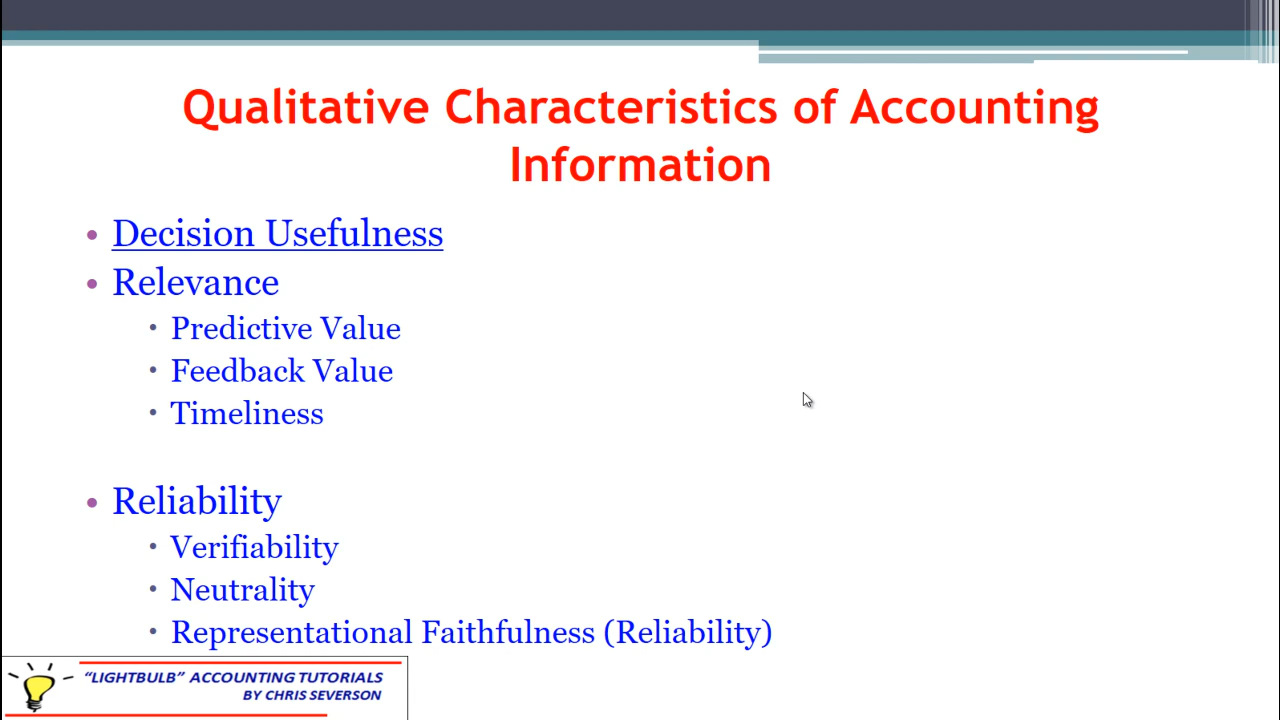 Qualitative Characteristics of Accounting
Information
• Decision Usefulness
• Relevance
• Predictive Value
• Feedback Value
• Timeliness
• Reliability
• Verifiability
• Neutrality
• Representational Faithfulness (Reliability)
“LIGHTBULB” ACCOUNTING TUTORIALS
BY CHRIS SEVERSON